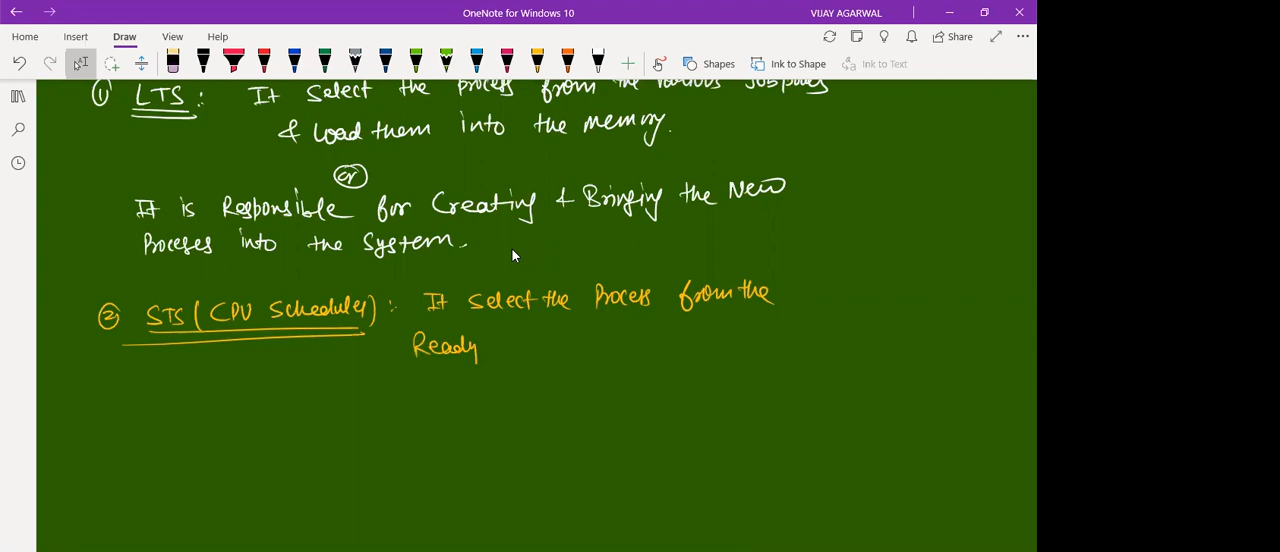 OneNote for Windows 10
VIJAY AGARWAL
Home Insert Draw View Help
Share
Shapes Ink to Shape Ink to Text
① LTS : It select the process from the various
& load them into the memory.
or
It is Responsible for Creating & Bringing the New
Proceses into the System.
② STS ( CPU Scheduler ) : It select the Process from the
Ready